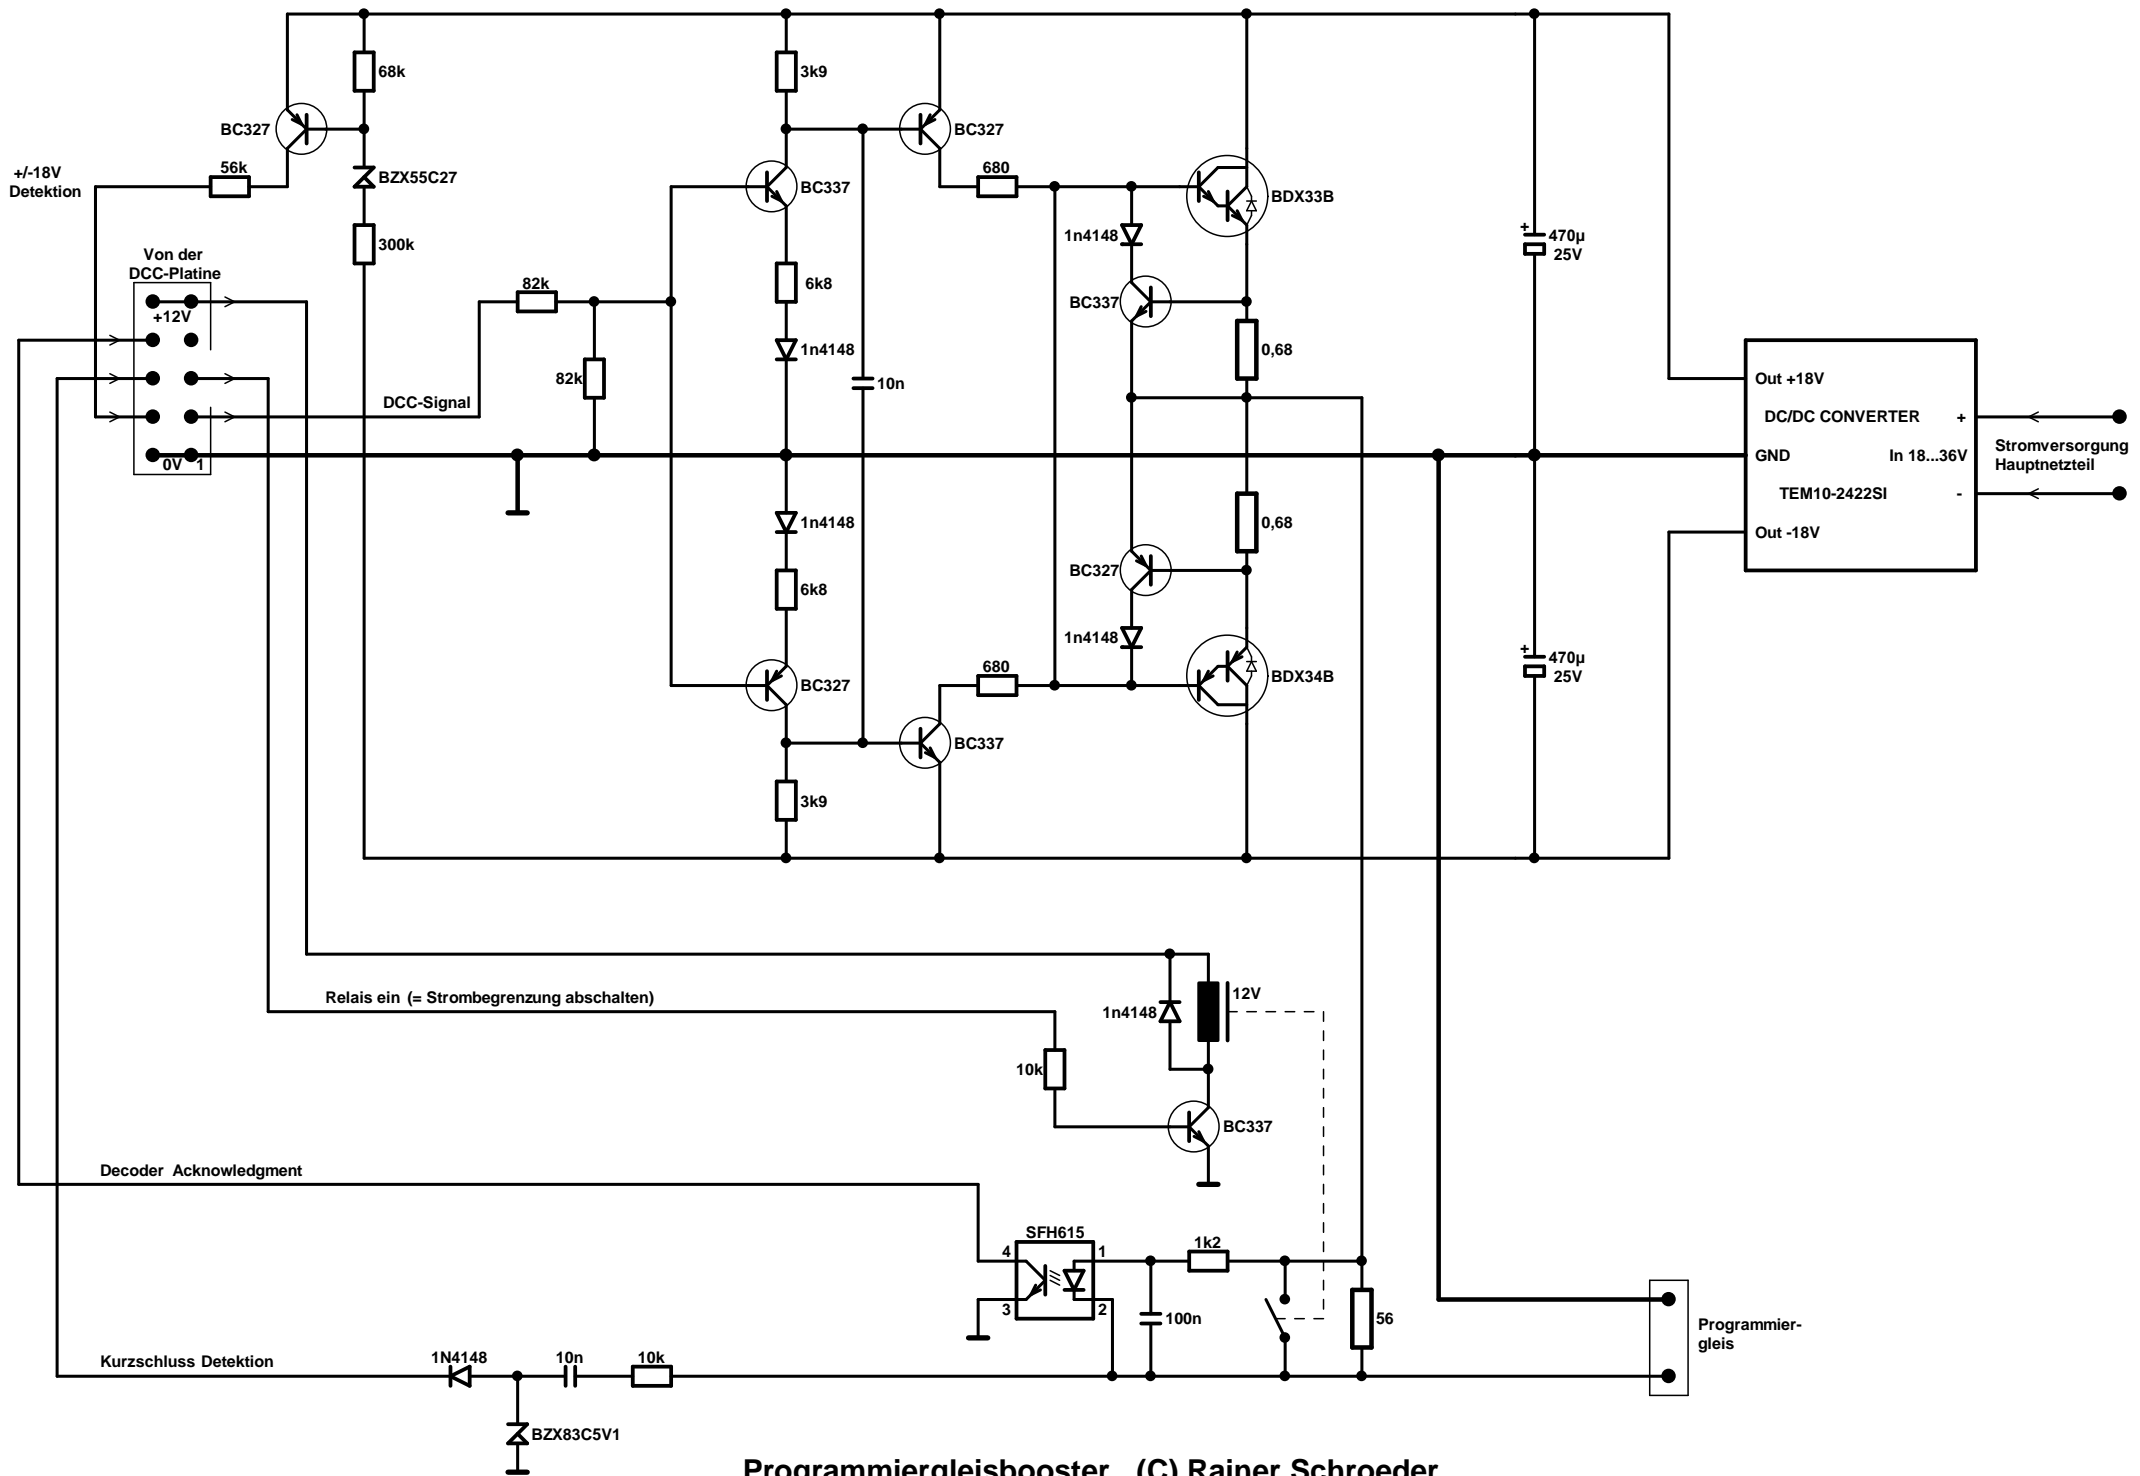 68k
3k9
BC327
BC327
+/-18V
Detektion
56k
BZX55C27
BC337
680
BDX33B
300k
1n4148
470µ
25V
+
Von der
DCC-Platine
+12V
82k
6k8
BC337
1n4148
0,68
82k
10n
DCC-Signal
Out +18V
DC/DC CONVERTER
+
GND
In 18...36V
TEM10-2422SI
-
Out -18V
Stromversorgung
Hauptnetzteil
0V 1
1n4148
0,68
6k8
BC327
1n4148
+
470µ
25V
680
BC327
BDX34B
BC337
3k9
Relais ein (= Strombegrenzung abschalten)
1n4148
12V
10k
BC337
Decoder Acknowledgment
SFH615
4
1
3
2
1k2
100n
56
Programmier-
gleis
Kurzschluss Detektion
1N4148
10n
10k
BZX83C5V1
Programmiergleisbooster (C) Rainer Schroeder